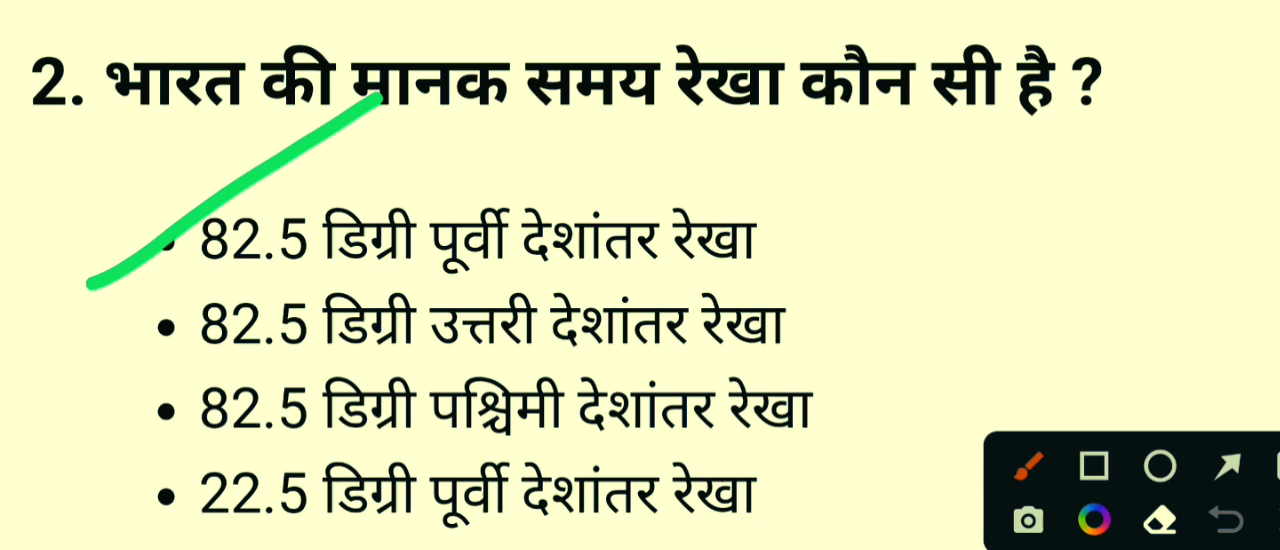 2. भारत की मानक समय रेखा कौन सी है ?
• 82.5 डिग्री पूर्वी देशांतर रेखा
• 82.5 डिग्री उत्तरी देशांतर रेखा
• 82.5 डिग्री पश्चिमी देशांतर रेखा
• 22.5 डिग्री पूर्वी देशांतर रेखा